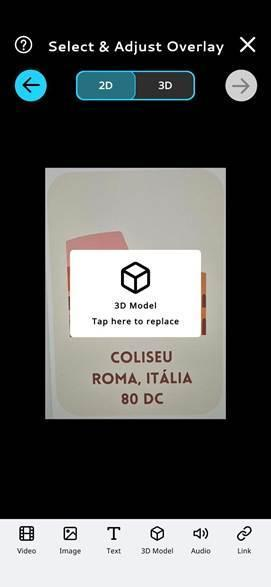 Select & Adjust Overlay
2D
3D
3D Model
Tap here to replace
COLISEU
ROMA, ITÁLIA
80 DC
Video
Image
Text
3D Model
Audio
Link